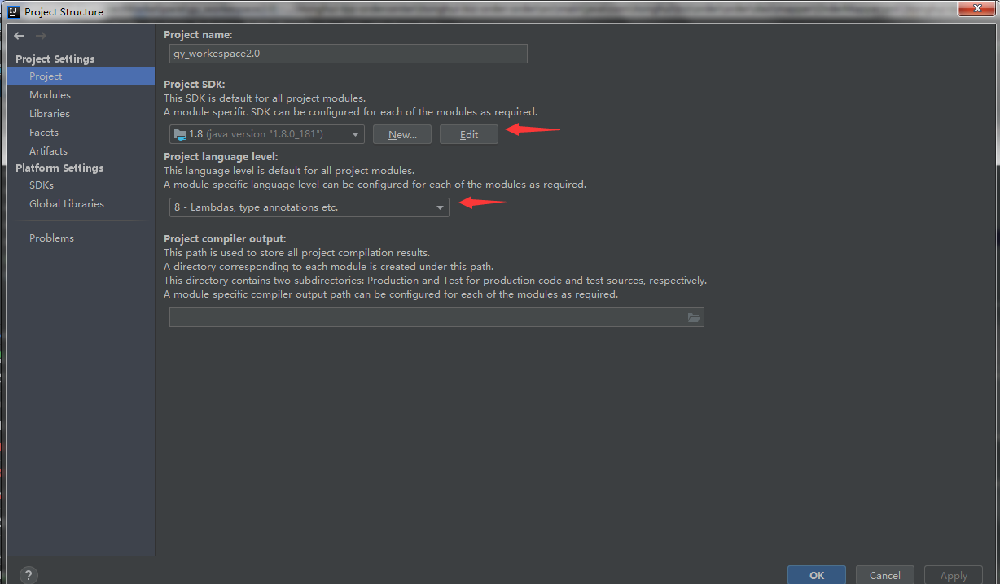 IJ
Project Structure
Project Settings
Project
Modules
Libraries
Facets
Artifacts
Platform Settings
SDKs
Global Libraries
Problems
Project name:
gy_workespace2.0
Project SDK:
This SDK is default for all project modules.
A module specific SDK can be configured for each of the modules as required.
1.8 (java version "1.8.0_181")
New...
Edit
Project language level:
This language level is default for all project modules.
A module specific language level can be configured for each of the modules as required.
8 - Lambdas, type annotations etc.
Project compiler output:
This path is used to store all project compilation results.
A directory corresponding to each module is created under this path.
This directory contains two subdirectories: Production and Test for production code and test sources, respectively.
A module specific compiler output path can be configured for each of the modules as required.
?
OK
Cancel
Apply